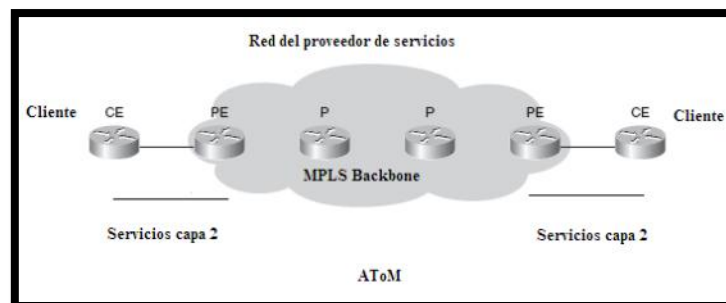 Red del proveedor de servicios
Cliente CE PE P P PE CE Cliente
MPLS Backbone
Servicios capa 2 Servicios capa 2
AToM